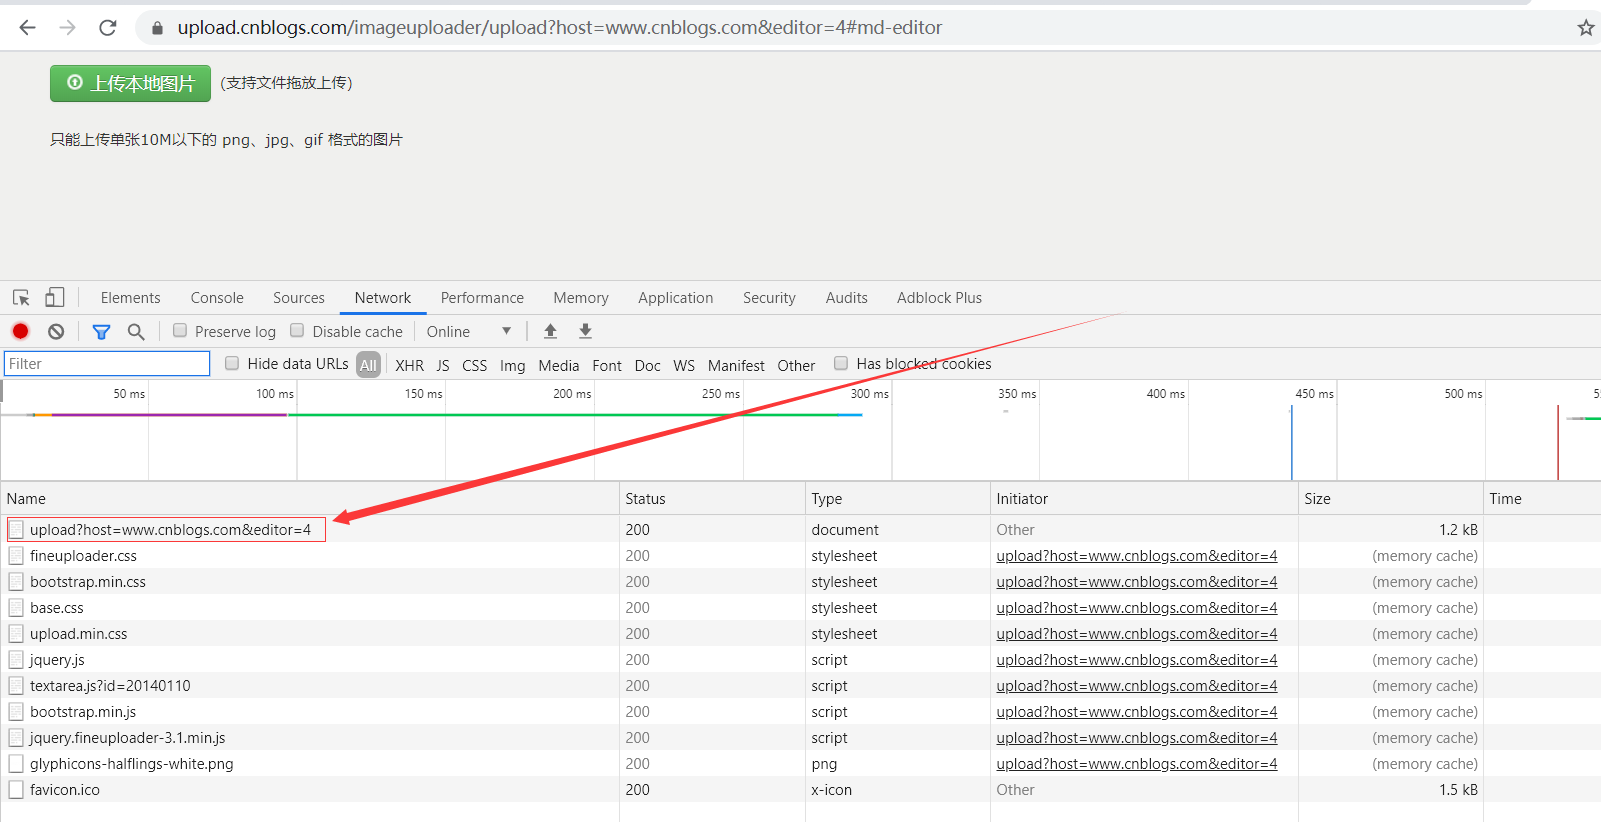 upload.cnblogs.com/imageuploader/upload?host=www.cnblogs.com&editor=4#md-editor
上传本地图片 (支持文件拖放上传)
只能上传单张10M以下的 png、jpg、gif 格式的图片
Elements Console Sources Network Performance Memory Application Security Audits Adblock Plus
Preserve log Disable cache Online
Filter Hide data URLs All XHR JS CSS Img Media Font Doc WS Manifest Other Has blocked cookies
50 ms 100 ms 150 ms 200 ms 250 ms 300 ms 350 ms 400 ms 450 ms 500 ms
Name Status Type Initiator Size Time
upload?host=www.cnblogs.com&editor=4 200 document Other 1.2 kB
fineuploader.css 200 stylesheet upload?host=www.cnblogs.com&editor=4 (memory cache)
bootstrap.min.css 200 stylesheet upload?host=www.cnblogs.com&editor=4 (memory cache)
base.css 200 stylesheet upload?host=www.cnblogs.com&editor=4 (memory cache)
upload.min.css 200 stylesheet upload?host=www.cnblogs.com&editor=4 (memory cache)
jquery.js 200 script upload?host=www.cnblogs.com&editor=4 (memory cache)
textarea.js?id=20140110 200 script upload?host=www.cnblogs.com&editor=4 (memory cache)
bootstrap.min.js 200 script upload?host=www.cnblogs.com&editor=4 (memory cache)
jquery.fineuploader-3.1.min.js 200 script upload?host=www.cnblogs.com&editor=4 (memory cache)
glyphicons-halflings-white.png 200 png upload?host=www.cnblogs.com&editor=4 (memory cache)
favicon.ico 200 x-icon Other 1.5 kB